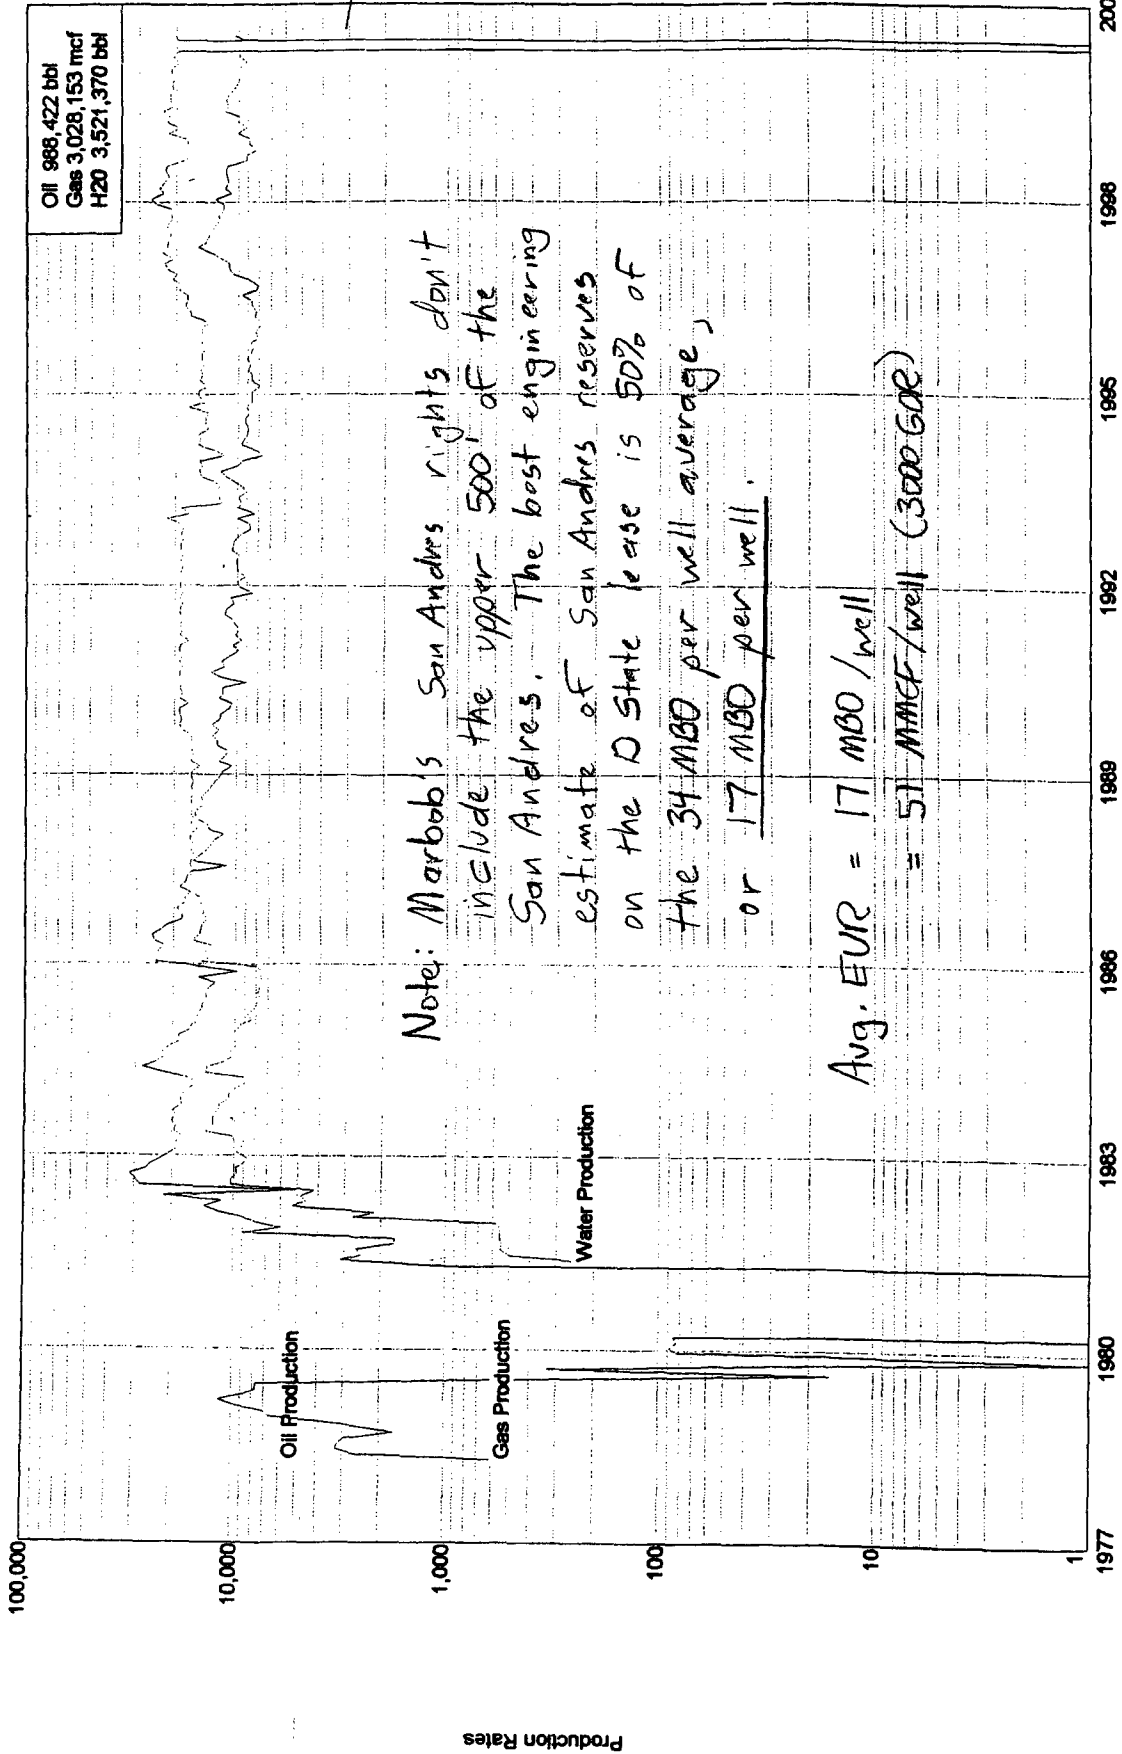 Oil 988,422 bbl
Gas 3,028,153 mcf
H20 3,521,370 bbl
Production Rates
100,000
10,000
1,000
100
10
1
Oil Production
Gas Production
Water Production
Note: Marbob's San Andres rights don't
include the upper 500' of the
San Andres. The best engineering
estimate of San Andres reserves
on the D State lease is 50% of
the 34 MBO per well average,
or 17 MBO per well.
Avg. EUR = 17 MBO/well
= 51 MMCF/well (3000 GOR)
1977
1980
1983
1986
1989
1992
1995
1998